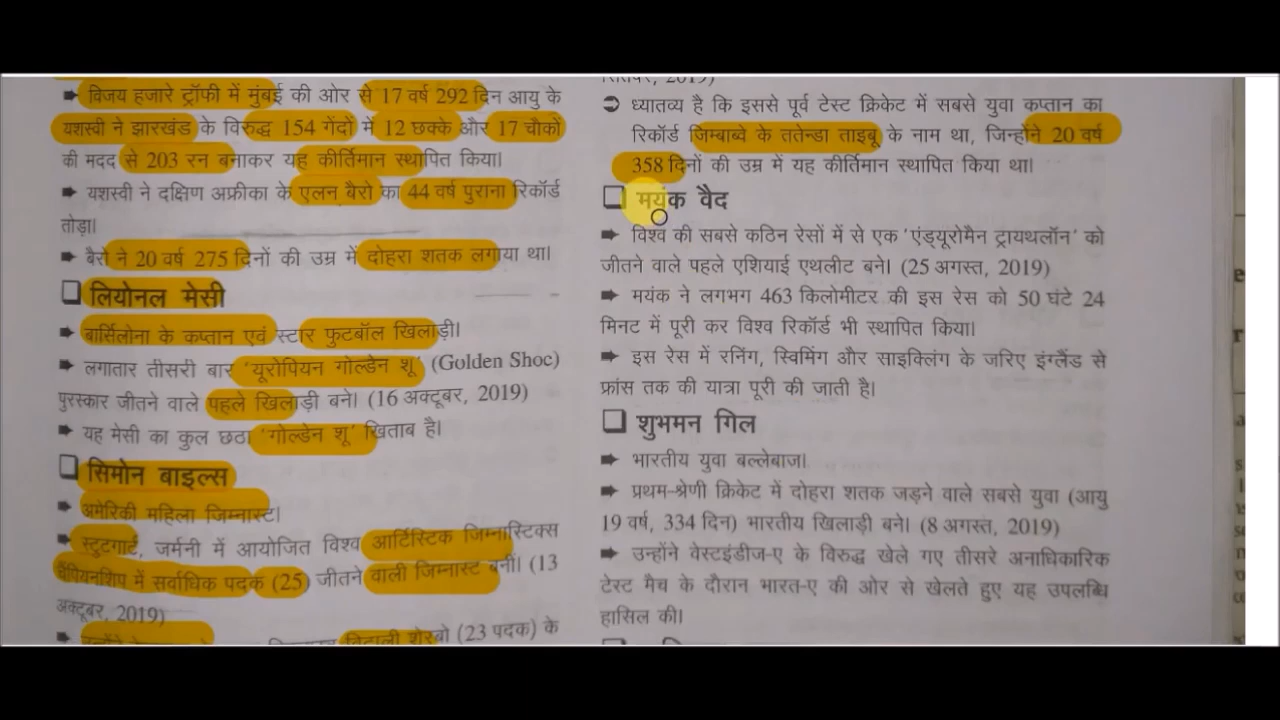 ➡ विजय हजारे ट्रॉफी में मुंबई की ओर से 17 वर्ष 292 दिन आयु के
यशस्वी ने झारखंड के विरुद्ध 154 गेंदों में 12 छक्के और 17 चौकों
की मदद से 203 रन बनाकर यह कीर्तिमान स्थापित किया।
➡ यशस्वी ने दक्षिण अफ्रीका के एलन बैरो का 44 वर्ष पुराना रिकॉर्ड
तोड़ा।
➡ बैरो ने 20 वर्ष 275 दिनों की उम्र में दोहरा शतक लगाया था।
❑ लियोनल मेसी
➡ बार्सिलोना के कप्तान एवं स्टार फुटबॉल खिलाड़ी।
➡ लगातार तीसरी बार 'यूरोपियन गोल्डेन शू' (Golden Shoc)
पुरस्कार जीतने वाले पहले खिलाड़ी बने। (16 अक्टूबर, 2019)
➡ यह मेसी का कुल छठा 'गोल्डेन शू' खिताब है।
❑ सिमोन बाइल्स
➡ अमेरिकी महिला जिम्नास्ट।
➡ स्टुटगार्ट, जर्मनी में आयोजित विश्व आर्टिस्टिक जिम्नास्टिक्स
चैंपियनशिप में सर्वाधिक पदक (25) जीतने वाली जिम्नास्ट बनीं। (13
अक्टूबर, 2019)
(23 पदक) के
2019)
➲ ध्यातव्य है कि इससे पूर्व टेस्ट क्रिकेट में सबसे युवा कप्तान का
रिकॉर्ड जिम्बाब्वे के ततेन्डा ताइबू के नाम था, जिन्होंने 20 वर्ष
358 दिनों की उम्र में यह कीर्तिमान स्थापित किया था।
❑ मयंक वैद
➡ विश्व की सबसे कठिन रेसों में से एक 'एंड्यूरोमैन ट्रायथलॉन' को
जीतने वाले पहले एशियाई एथलीट बने। (25 अगस्त, 2019)
➡ मयंक ने लगभग 463 किलोमीटर की इस रेस को 50 घंटे 24
मिनट में पूरी कर विश्व रिकॉर्ड भी स्थापित किया।
➡ इस रेस में रनिंग, स्विमिंग और साइक्लिंग के जरिए इंग्लैंड से
फ्रांस तक की यात्रा पूरी की जाती है।
❑ शुभमन गिल
➡ भारतीय युवा बल्लेबाज।
➡ प्रथम-श्रेणी क्रिकेट में दोहरा शतक जड़ने वाले सबसे युवा (आयु
19 वर्ष, 334 दिन) भारतीय खिलाड़ी बने। (8 अगस्त, 2019)
➡ उन्होंने वेस्टइंडीज-ए के विरुद्ध खेले गए तीसरे अनाधिकारिक
टेस्ट मैच के दौरान भारत-ए की ओर से खेलते हुए यह उपलब्धि
हासिल की।